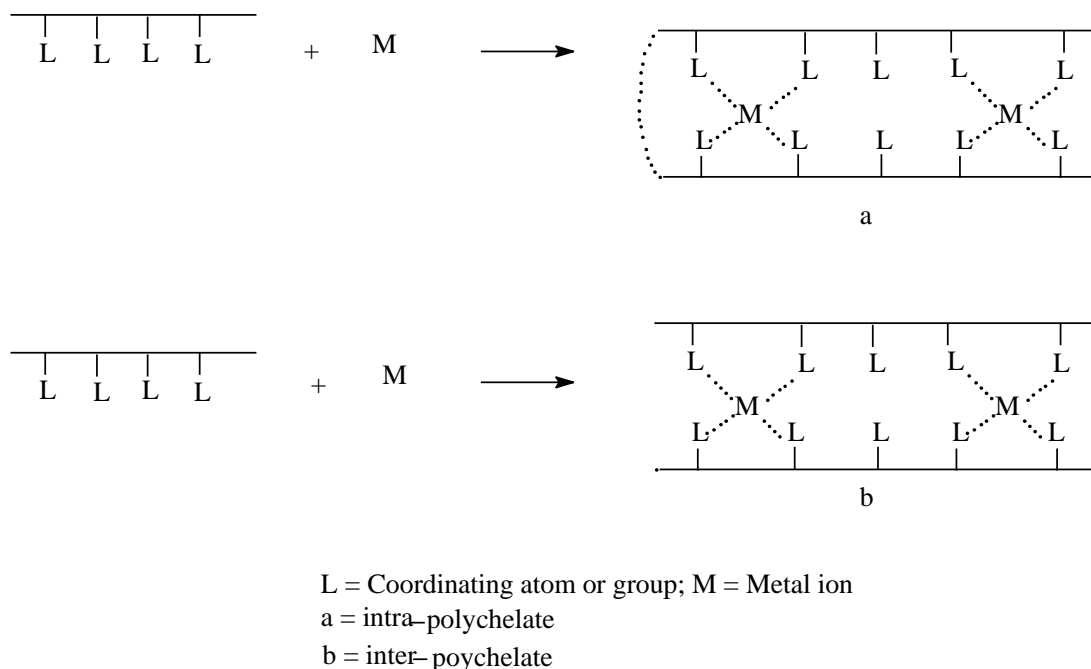 L L L L + M
L L L L L
M M
L L L L L
a
L L L L + M
L L L L L
M M
L L L L L
b
L = Coordinating atom or group; M = Metal ion
a = intra-polychelate
b = inter-poychelate